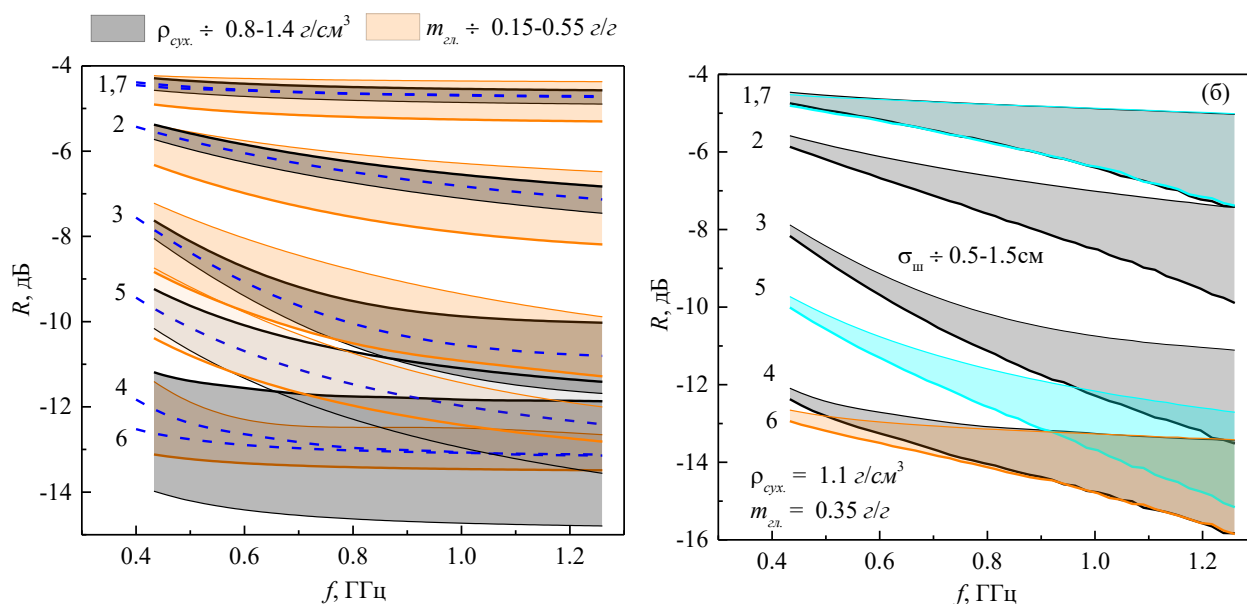 ρсух. ÷ 0.8-1.4 г/см³ mгл. ÷ 0.15-0.55 г/г
-4
-6
-8
-10
-12
-14
R, дБ
1,7
2
3
5
4
6
0.4 0.6 0.8 1.0 1.2
f, ГГц
(б)
-4
-6
-8
-10
-12
-14
-16
R, дБ
1,7
2
3
5
4
6
σш ÷ 0.5-1.5см
ρсух. = 1.1 г/см³
mгл. = 0.35 г/г
0.4 0.6 0.8 1.0 1.2
f, ГГц